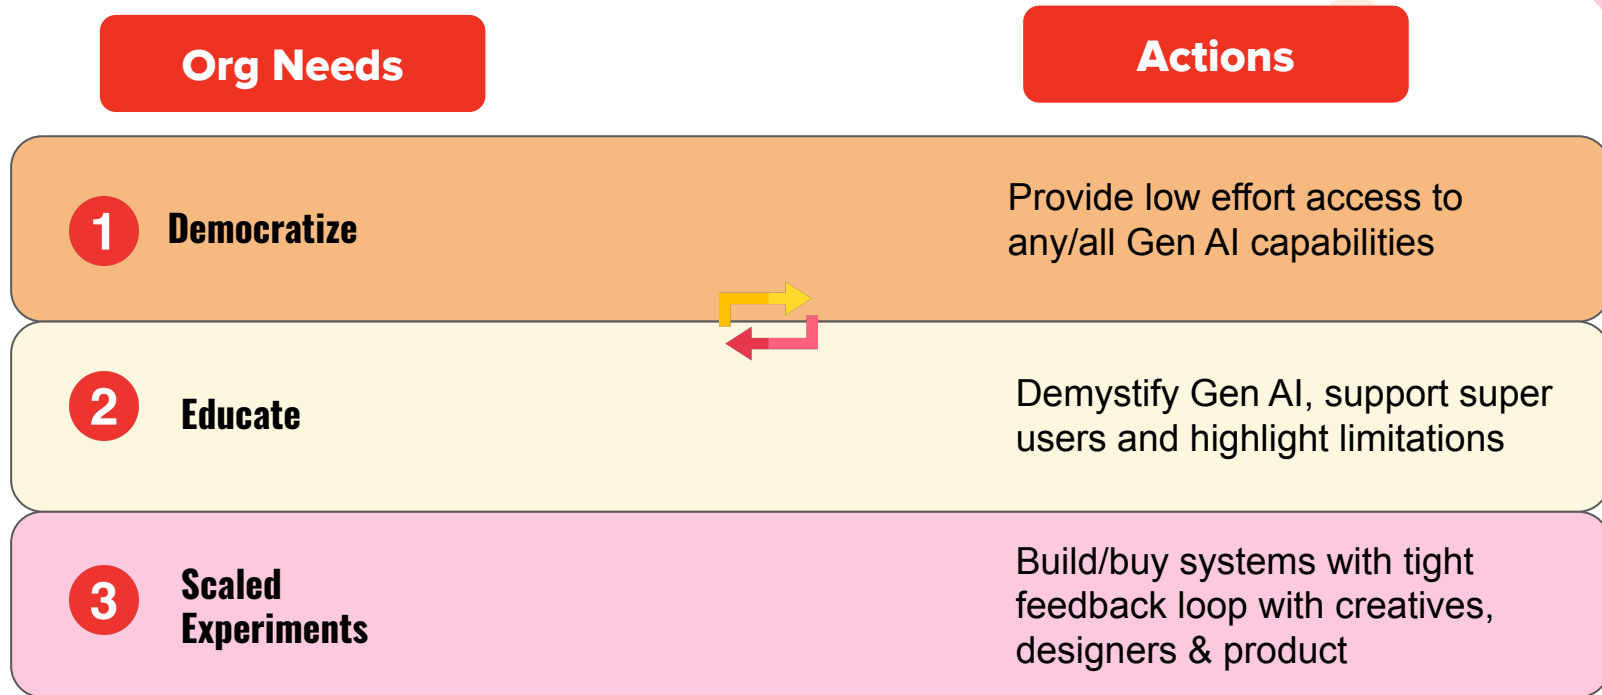 Org Needs
Actions
1
Democratize
Provide low effort access to
any/all Gen AI capabilities
2
Educate
Demystify Gen AI, support super
users and highlight limitations
3
Scaled
Experiments
Build/buy systems with tight
feedback loop with creatives,
designers & product